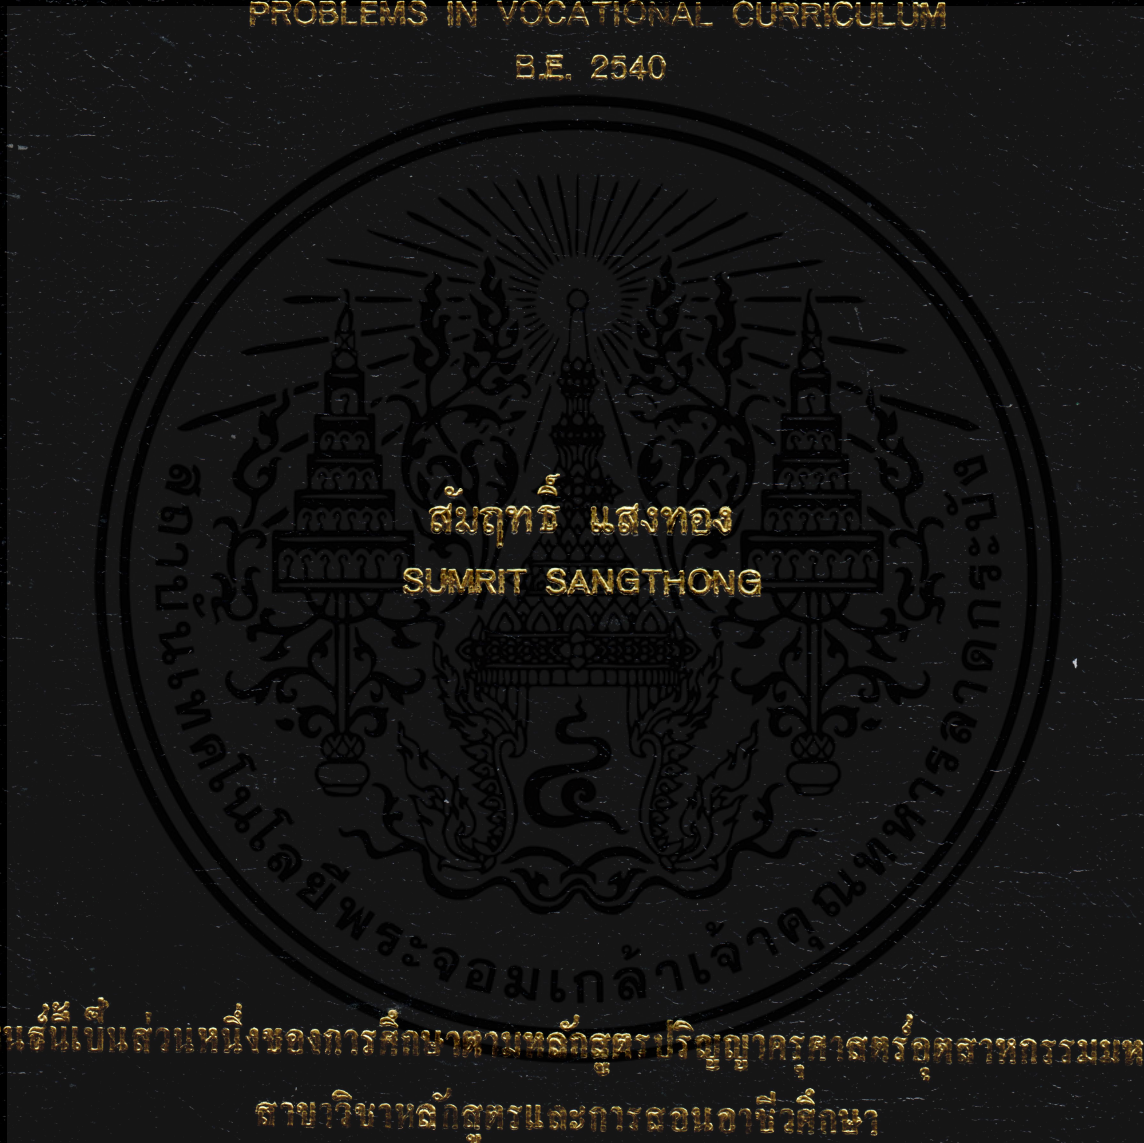 PROBLEMS IN VOCATIONAL CURRICULUM
B.E. 2540
สัมฤทธิ์ แสงทอง
SUMRIT SANGTHONG
สถาบันเทคโนโลยีพระจอมเกล้าเจ้าคุณทหารลาดกระบัง
นี้เป็นส่วนหนึ่งของการศึกษาตามหลักสูตรปริญญาครุศาสตร์อุตสาหกรรมม
สาขาวิชาหลักสูตรและการสอนอาชีวศึกษา